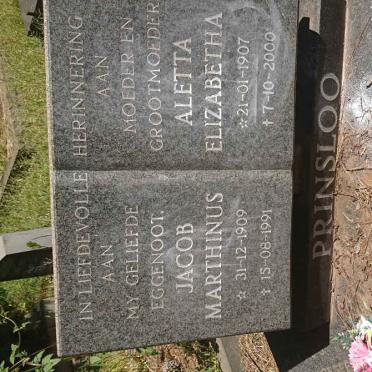 IN LIEFDEVOLLE HERINNERING
AAN
MY GELIEFDE
EGGENOOT.
JACOB
MARTHINUS
☆ 31-12-1909
☆ 15-08-1991
AAN
MOEDER EN
GROOTMOEDER
ALETTA
ELIZABETHA
☆ 21-01-1907
† 7-10-2000
PRINSLOO